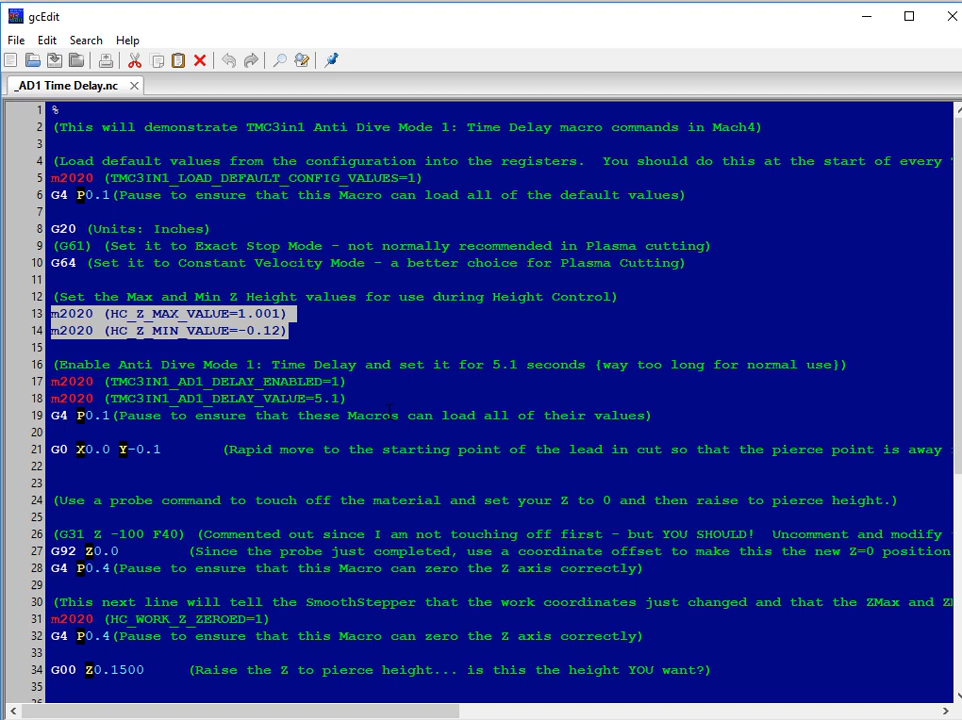 gcEdit
File Edit Search Help
_AD1 Time Delay.nc
1 %
2 (This will demonstrate TMC3in1 Anti Dive Mode 1: Time Delay macro commands in Mach4)
3
4 (Load default values from the configuration into the registers.  You should do this at the start of every
5 m2020 (TMC3IN1_LOAD_DEFAULT_CONFIG_VALUES=1)
6 G4 P0.1(Pause to ensure that this Macro can load all of the default values)
7
8 G20 (Units: Inches)
9 (G61) (Set it to Exact Stop Mode - not normally recommended in Plasma cutting)
10 G64 (Set it to Constant Velocity Mode - a better choice for Plasma Cutting)
11
12 (Set the Max and Min Z Height values for use during Height Control)
13 m2020 (HC_Z_MAX_VALUE=1.001)
14 m2020 (HC_Z_MIN_VALUE=-0.12)
15
16 (Enable Anti Dive Mode 1: Time Delay and set it for 5.1 seconds {way too long for normal use})
17 m2020 (TMC3IN1_AD1_DELAY_ENABLED=1)
18 m2020 (TMC3IN1_AD1_DELAY_VALUE=5.1)
19 G4 P0.1(Pause to ensure that these Macros can load all of their values)
20
21 G0 X0.0 Y-0.1 (Rapid move to the starting point of the lead in cut so that the pierce point is away
22
23
24 (Use a probe command to touch off the material and set your Z to 0 and then raise to pierce height.)
25
26 (G31 Z -100 F40) (Commented out since I am not touching off first - but YOU SHOULD!  Uncomment and modify
27 G92 Z0.0 (Since the probe just completed, use a coordinate offset to make this the new Z=0 position
28 G4 P0.4(Pause to ensure that this Macro can zero the Z axis correctly)
29
30 (This next line will tell the SmoothStepper that the work coordinates just changed and that the ZMax and
31 m2020 (HC_WORK_Z_ZEROED=1)
32 G4 P0.4(Pause to ensure that this Macro can zero the Z axis correctly)
33
34 G00 Z0.1500 (Raise the Z to pierce height... is this the height YOU want?)
35